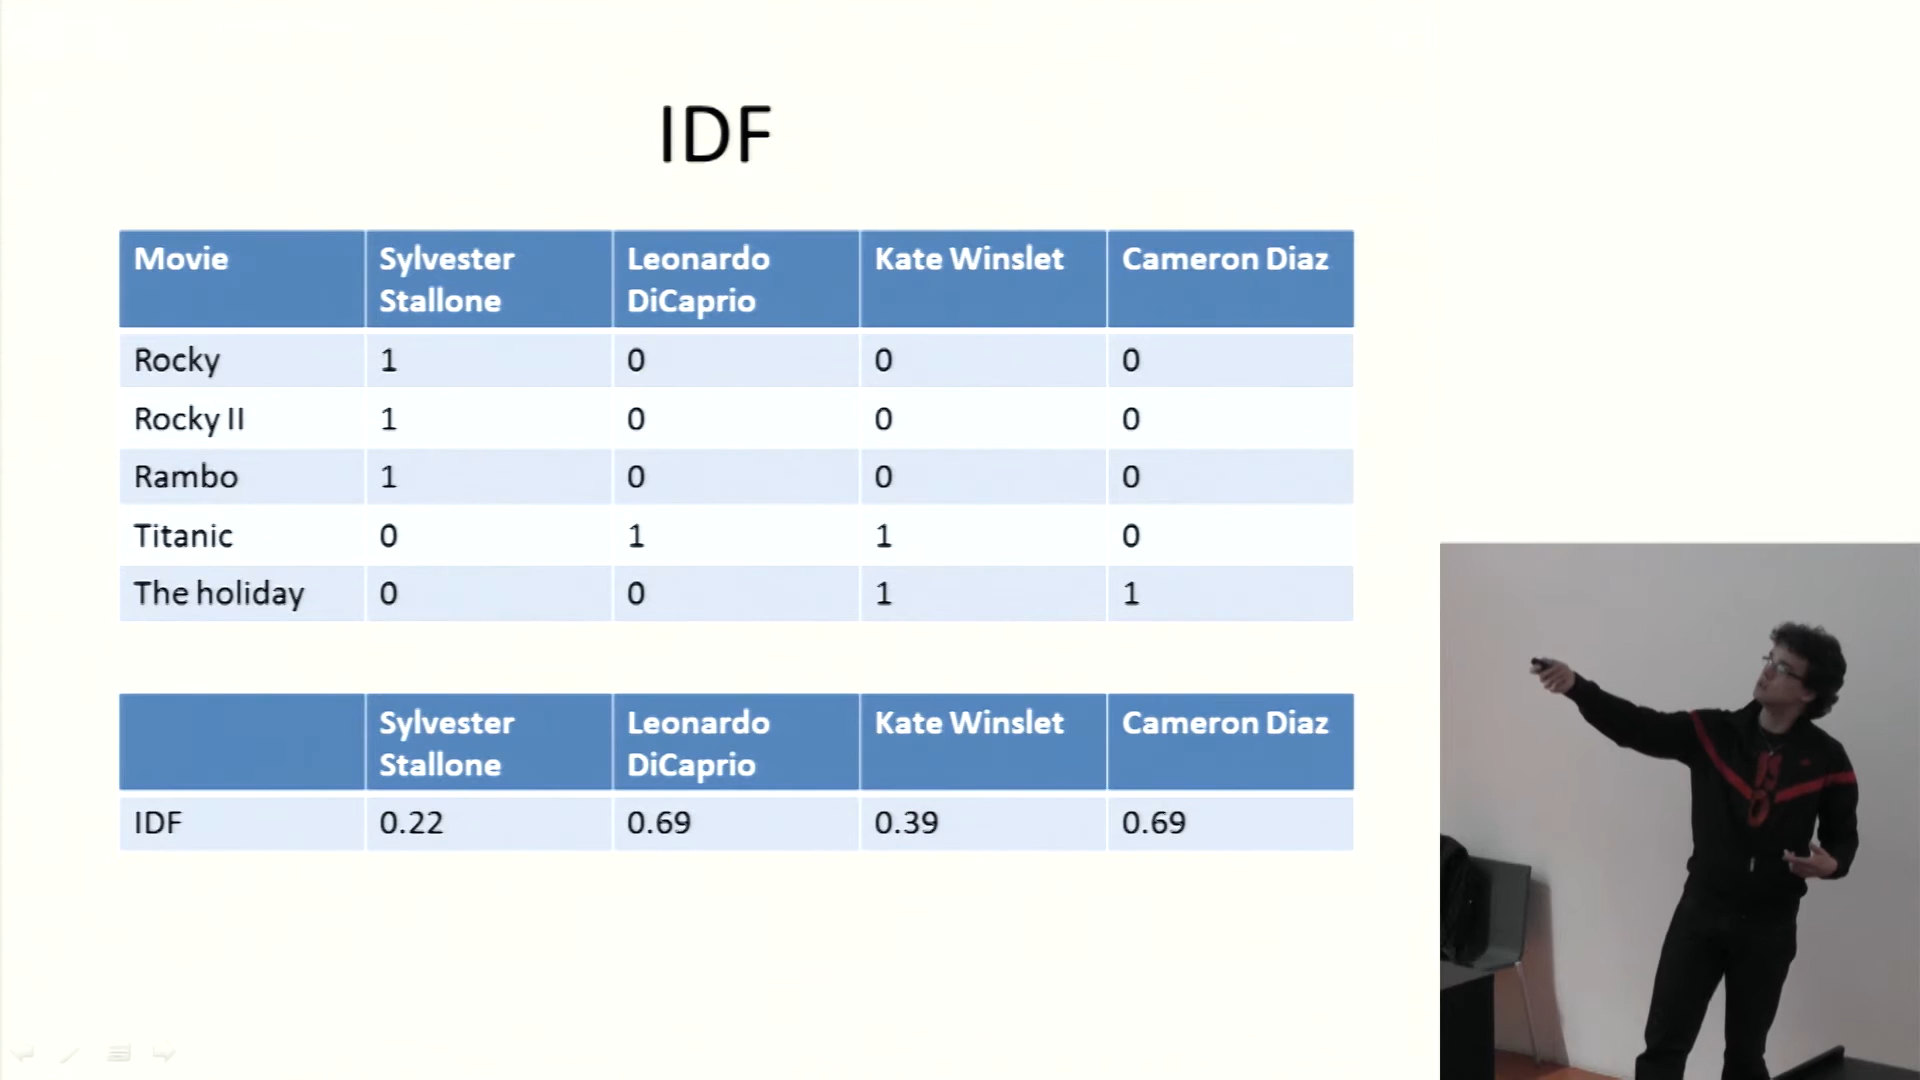 IDF
Movie Sylvester Stallone Leonardo DiCaprio Kate Winslet Cameron Diaz
Rocky 1 0 0 0
Rocky II 1 0 0 0
Rambo 1 0 0 0
Titanic 0 1 1 0
The holiday 0 0 1 1
Sylvester Stallone Leonardo DiCaprio Kate Winslet Cameron Diaz
IDF 0.22 0.69 0.39 0.69